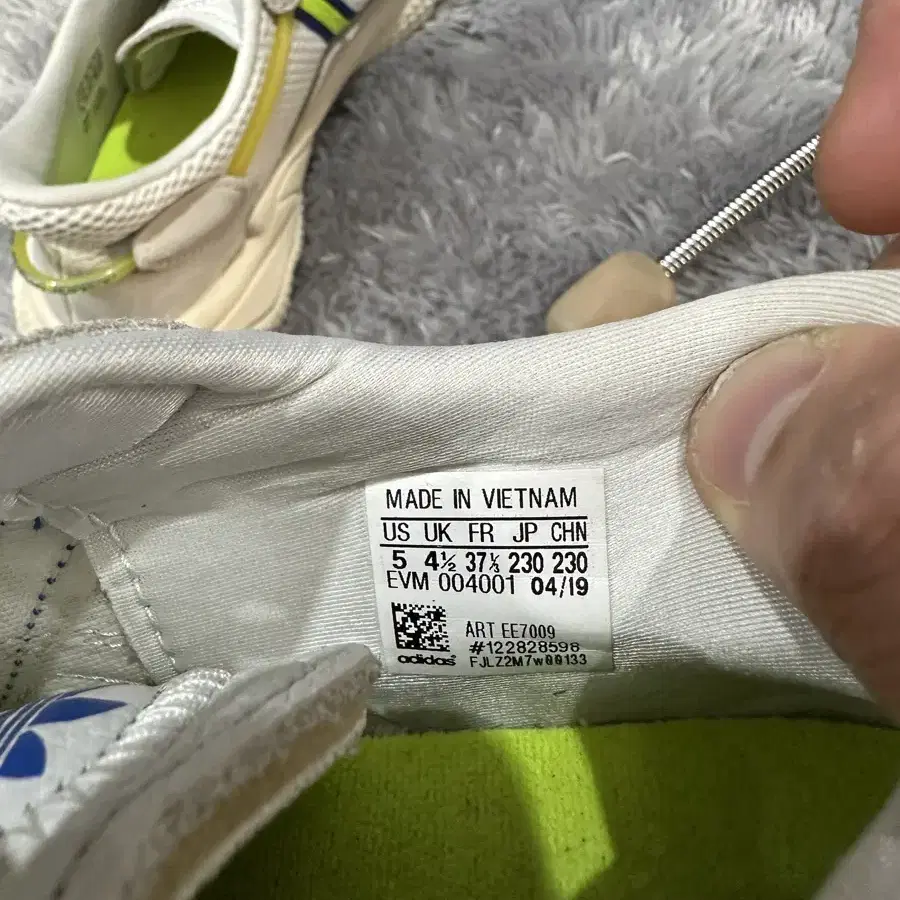 MADE IN VIETNAM
US UK FR JP CHN
5 4½ 37⅓ 230 230
EVM 004001 04/19
ART EE7009
#122828598
adidas FJLZ2M7W00133